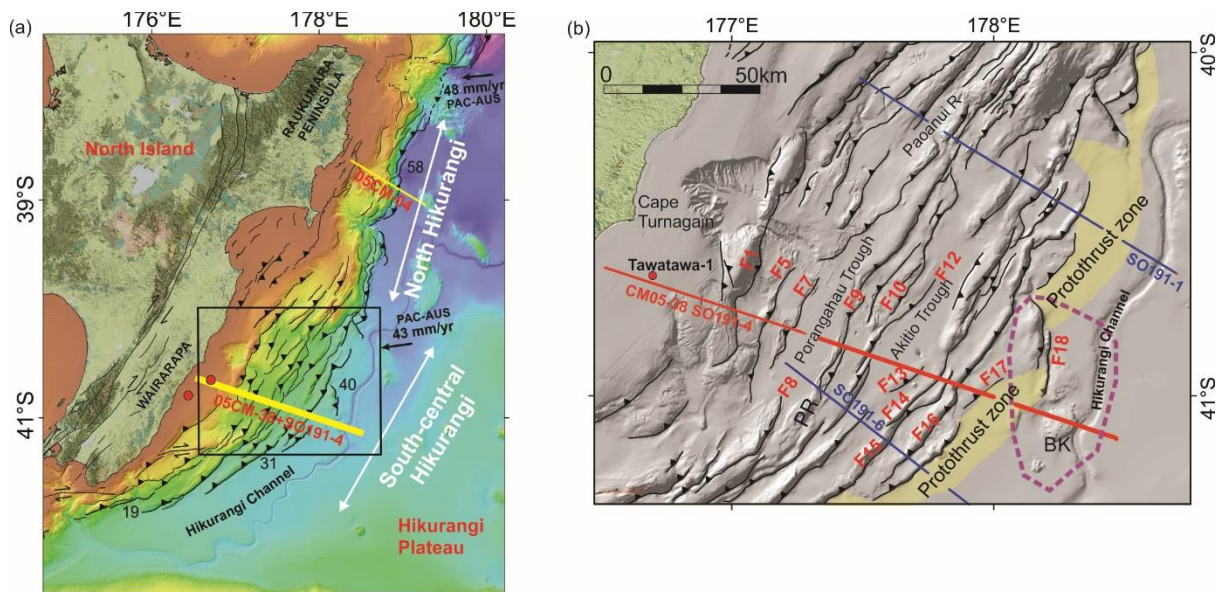 (a)
176°E
178°E
180°E
48 mm/yr
PAC-AUS
RAUKUMARA
PENINSULA
North Island
58
05CM-04
North Hikurangi
39°S
PAC-AUS
43 mm/yr
WAIRARAPA
40
05CM-38+SO191-4
41°S
31
South-central
Hikurangi
Hikurangi Channel
19
Hikurangi
Plateau
(b)
177°E
178°E
40°S
0
50km
Paoanui R
Cape
Turnagain
Tawatawa-1
F1
F5
F7
F9
F10
F12
Porangahau Trough
Akitio Trough
CM05-38 SO191-4
Protothrust zone
SO191-1
F18
Hikurangi Channel
F17
F13
F8
PR
SO191-6
F14
F16
F15
Protothrust zone
BK
41°S